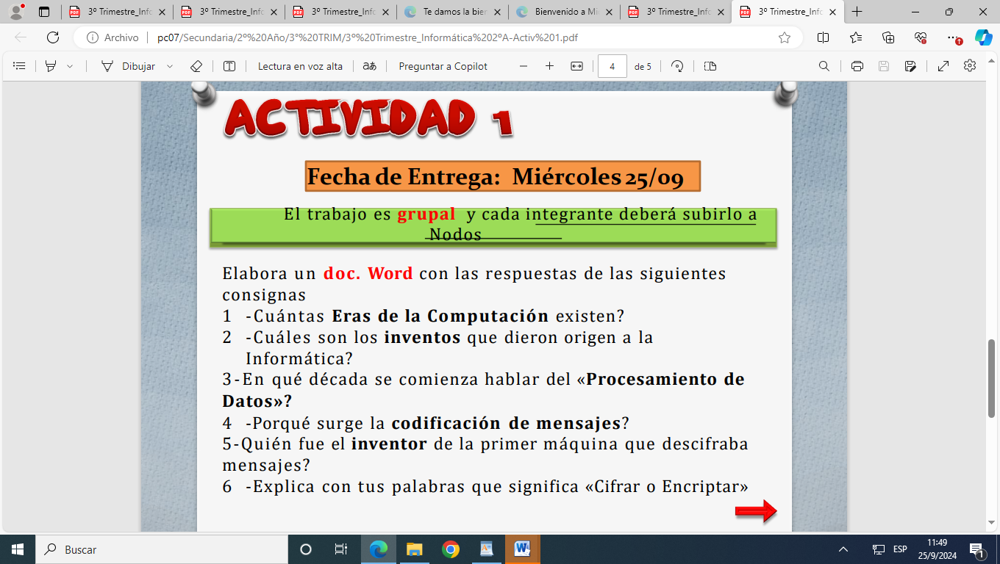 3º Trimestre_Info
3º Trimestre_Info
3º Trimestre_Info
Te damos la bien
Bienvenido a Mi
3º Trimestre_Info
3º Trimestre_Info
Archivo
pc07/Secundaria/2º%20Año/3º%20TRIM/3º%20Trimestre_Informática%202ºA-Activ%201.pdf
Dibujar
Lectura en voz alta
aあ
Preguntar a Copilot
4
de 5
ACTIVIDAD 1
Fecha de Entrega: Miércoles 25/09
El trabajo es grupal y cada integrante deberá subirlo a
Nodos
Elabora un doc. Word con las respuestas de las siguientes
consignas
1 -Cuántas Eras de la Computación existen?
2 -Cuáles son los inventos que dieron origen a la
Informática?
3-En qué década se comienza hablar del «Procesamiento de
Datos»?
4 -Porqué surge la codificación de mensajes?
5-Quién fue el inventor de la primer máquina que descifraba
mensajes?
6 -Explica con tus palabras que significa «Cifrar o Encriptar»
Buscar
ESP
11:49
25/9/2024
1